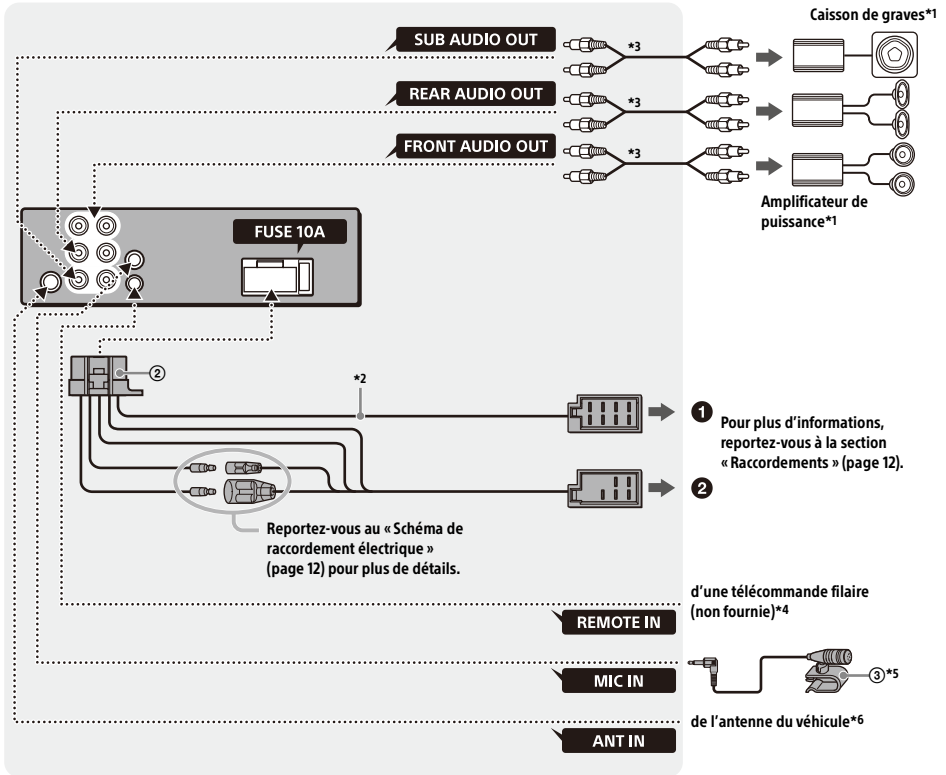 Caisson de graves*1
SUB AUDIO OUT
*3
REAR AUDIO OUT
*3
FRONT AUDIO OUT
*3
Amplificateur de
puissance*1
FUSE 10A
②
*2
❶
Pour plus d'informations,
reportez-vous à la section
« Raccordements » (page 12).
❷
Reportez-vous au « Schéma de
raccordement électrique »
(page 12) pour plus de détails.
d'une télécommande filaire
(non fournie)*4
REMOTE IN
MIC IN
③*5
de l'antenne du véhicule*6
ANT IN